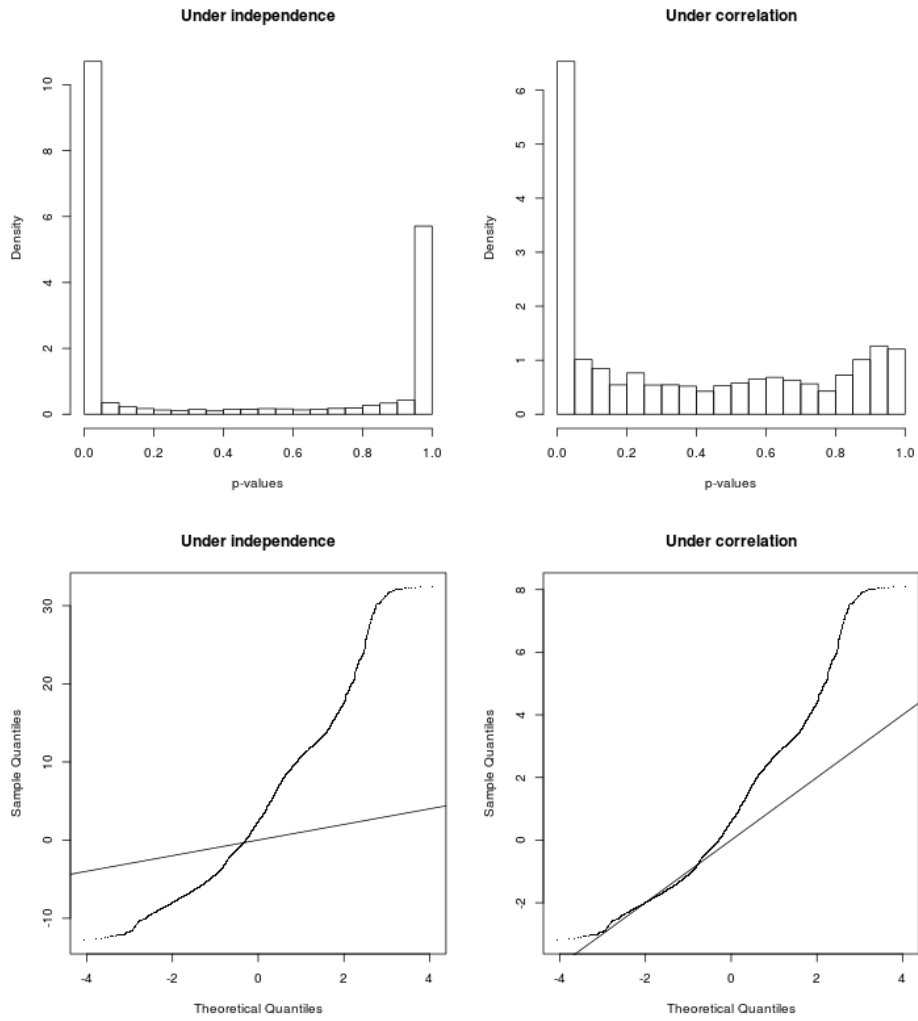 Under independence
Under correlation
Density
10
8
6
4
2
0
0.0 0.2 0.4 0.6 0.8 1.0
p-values
Density
6
5
4
3
2
1
0
0.0 0.2 0.4 0.6 0.8 1.0
p-values
Under independence
Under correlation
Sample Quantiles
30
20
10
0
-10
-4 -2 0 2 4
Theoretical Quantiles
Sample Quantiles
8
6
4
2
0
-2
-4 -2 0 2 4
Theoretical Quantiles